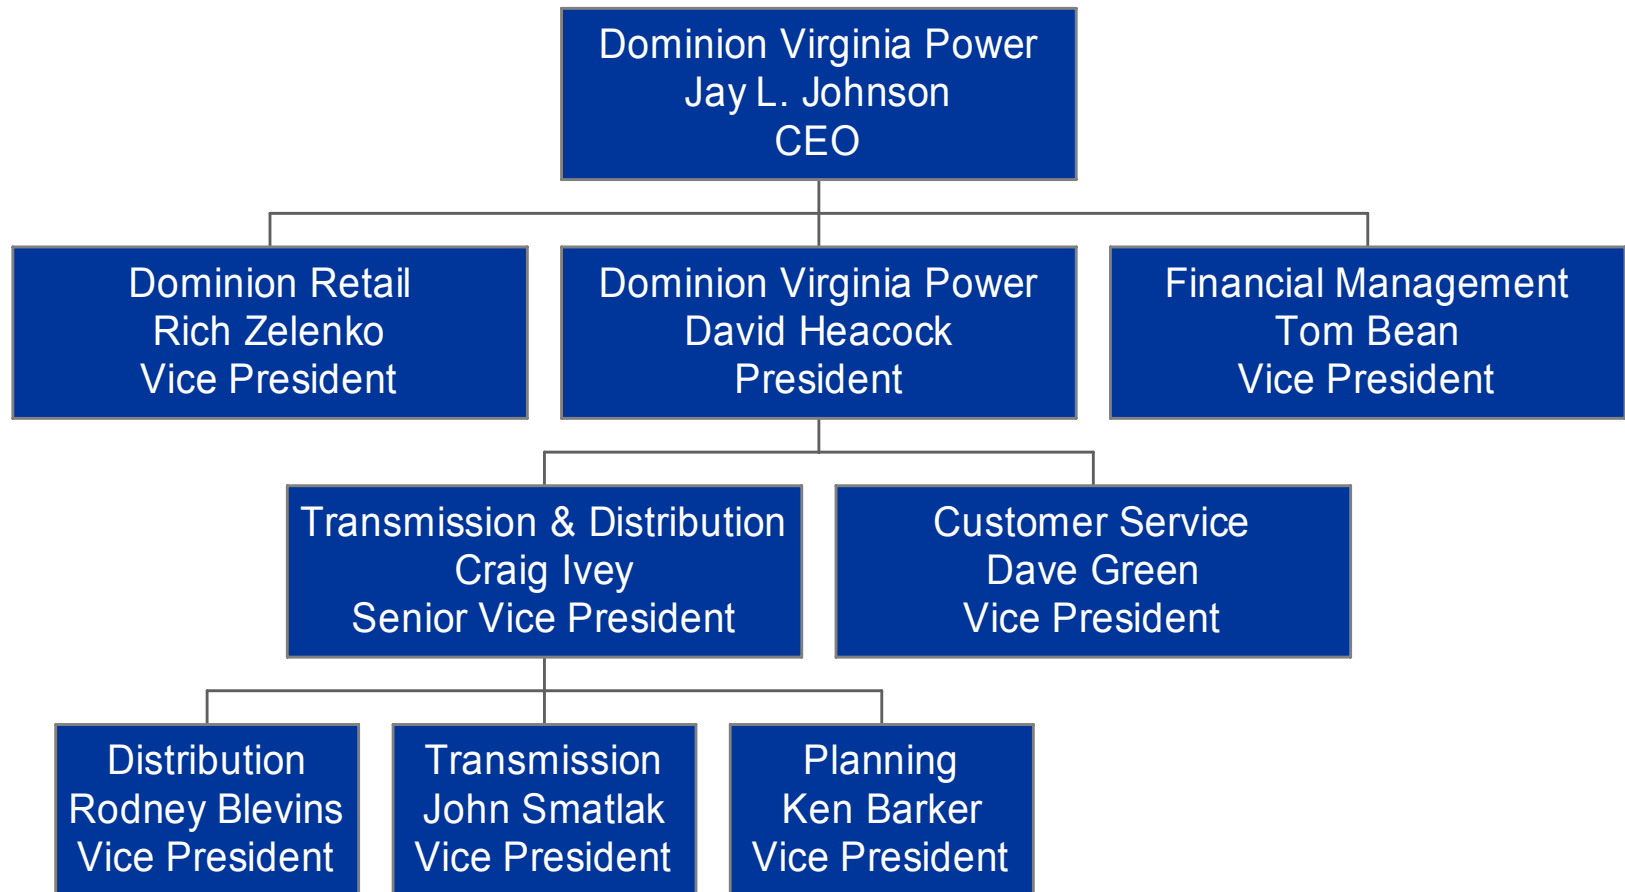 Dominion Virginia Power
Jay L. Johnson
CEO
Dominion Retail
Rich Zelenko
Vice President
Dominion Virginia Power
David Heacock
President
Financial Management
Tom Bean
Vice President
Transmission & Distribution
Craig Ivey
Senior Vice President
Customer Service
Dave Green
Vice President
Distribution
Rodney Blevins
Vice President
Transmission
John Smatlak
Vice President
Planning
Ken Barker
Vice President